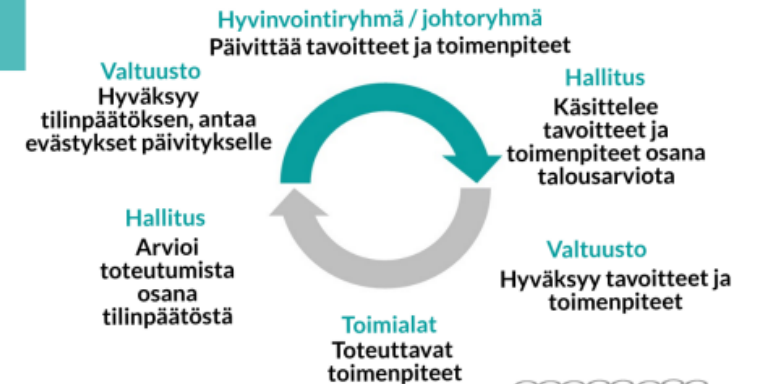 Hyvinvointiryhmä / johtoryhmä
Päivittää tavoitteet ja toimenpiteet
Hallitus
Käsittelee
tavoitteet ja
toimenpiteet osana
talousarviota
Valtuusto
Hyväksyy tavoitteet ja
toimenpiteet
Toimialat
Toteuttavat
toimenpiteet
Hallitus
Arvioi
toteutumista
osana
tilinpäätöstä
Valtuusto
Hyväksyy
tilinpäätöksen, antaa
evästykset päivitykselle